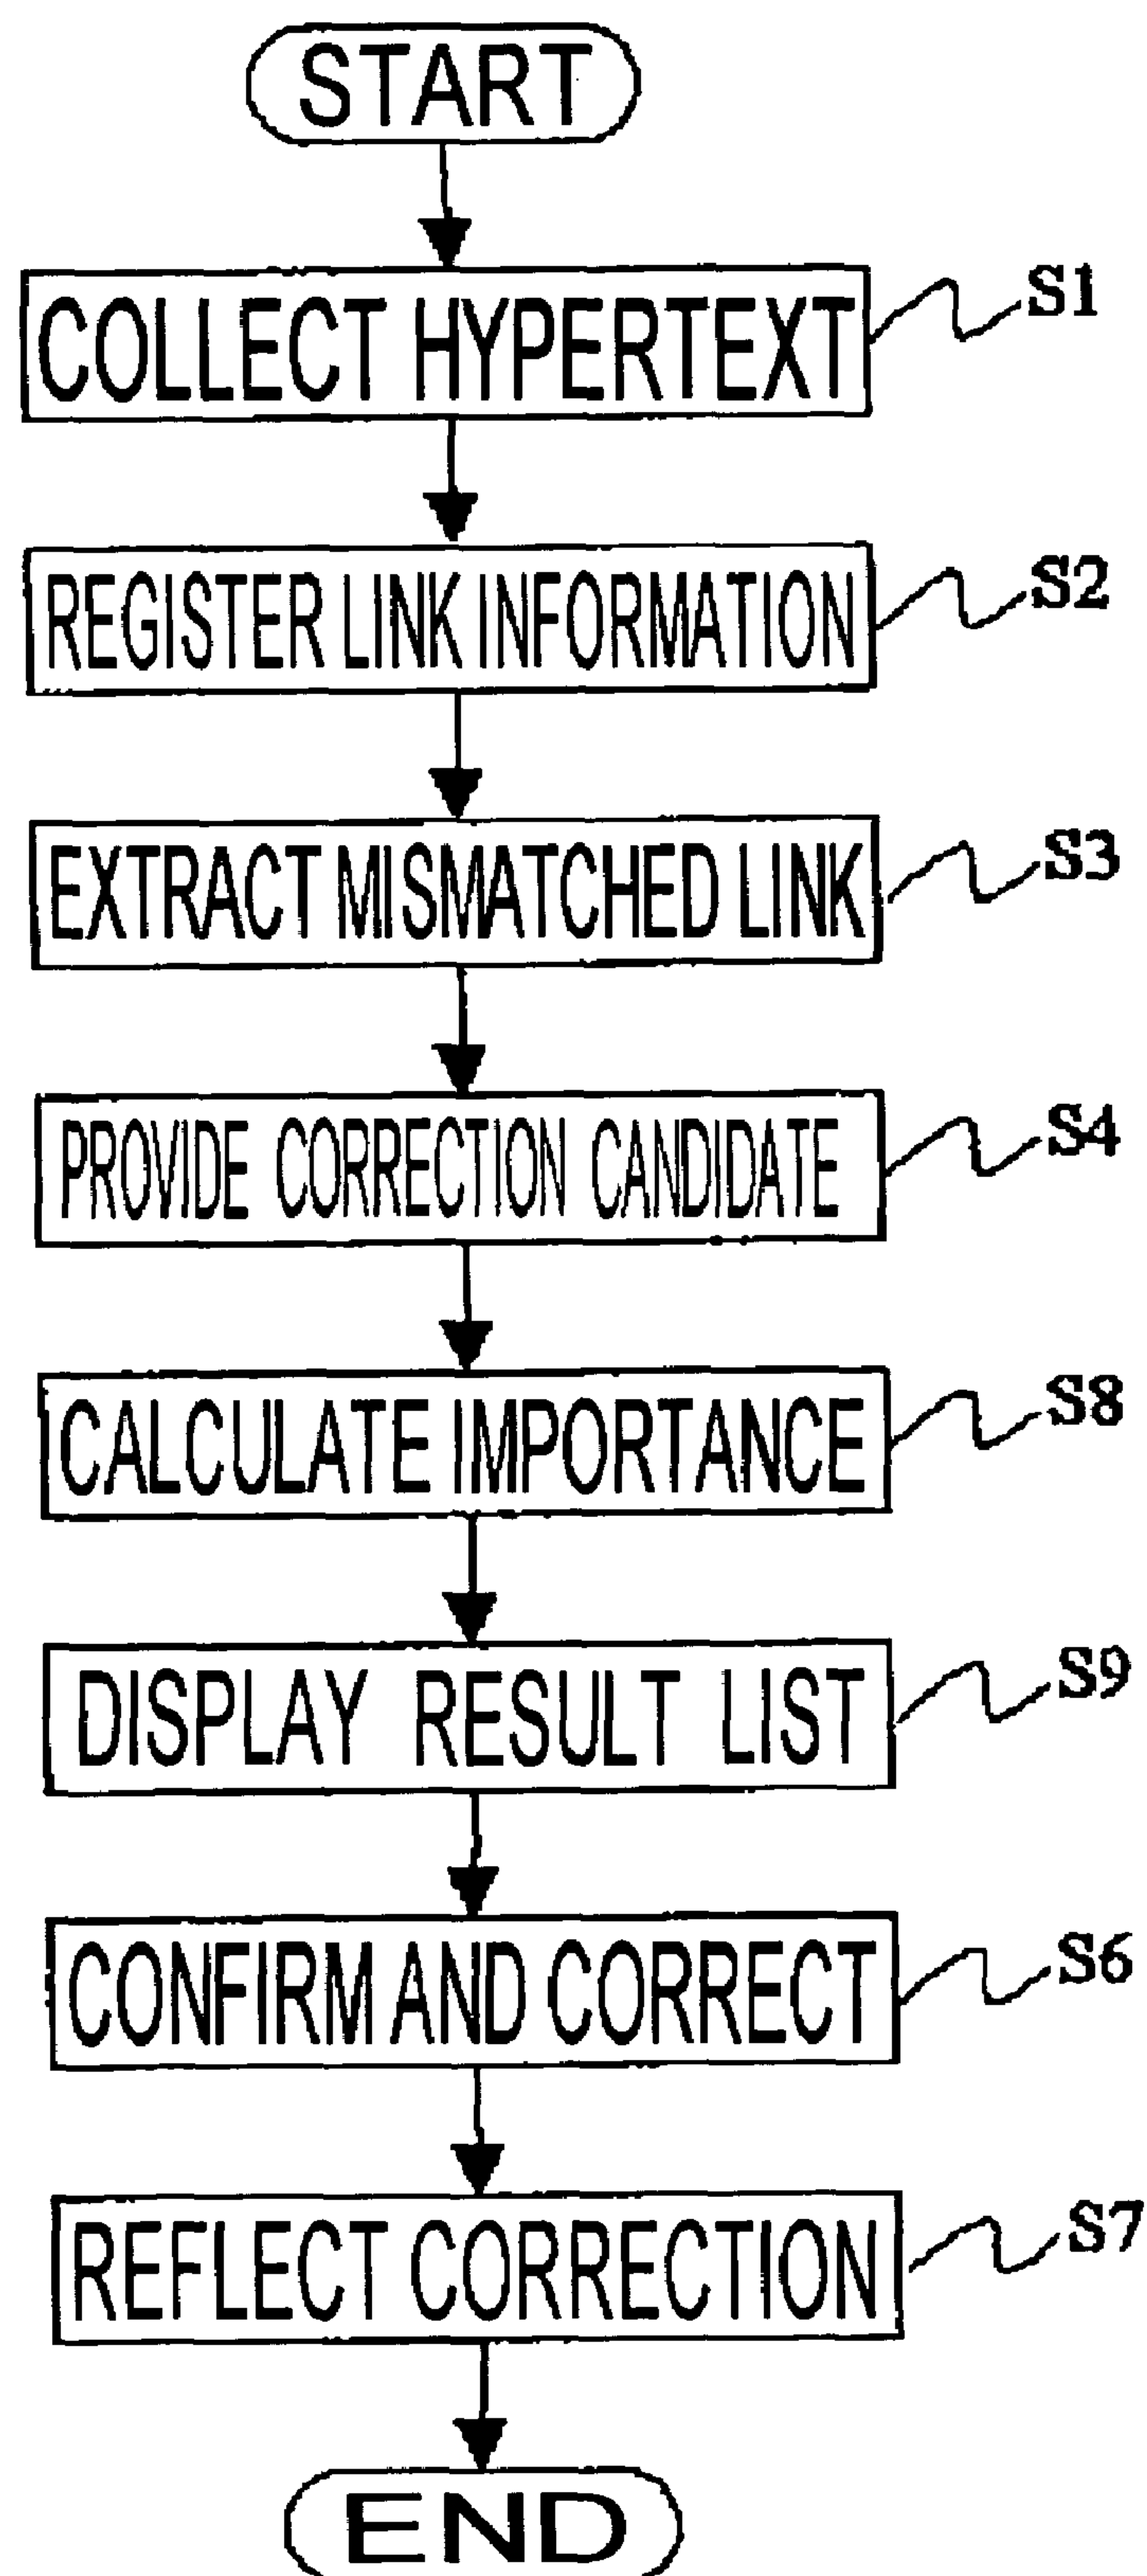 START
COLLECT HYPERTEXT S1
REGISTER LINK INFORMATION S2
EXTRACT MISMATCHED LINK S3
PROVIDE CORRECTION CANDIDATE S4
CALCULATE IMPORTANCE S8
DISPLAY RESULT LIST S9
CONFIRM AND CORRECT S6
REFLECT CORRECTION S7
END